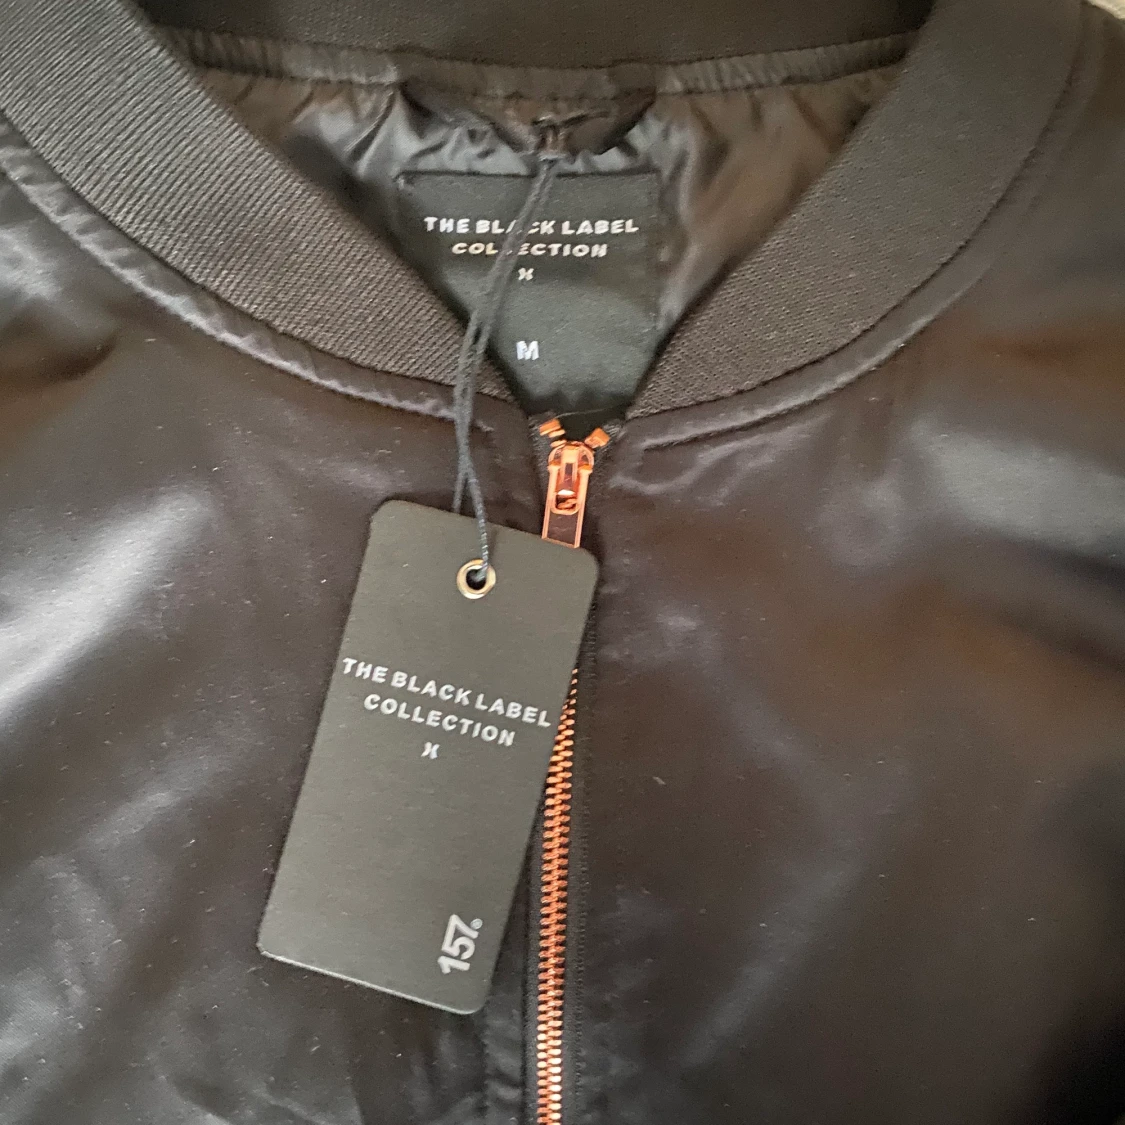 THE BLACK LABEL
COLLECTION
M
THE BLACK LABEL
COLLECTION
157®